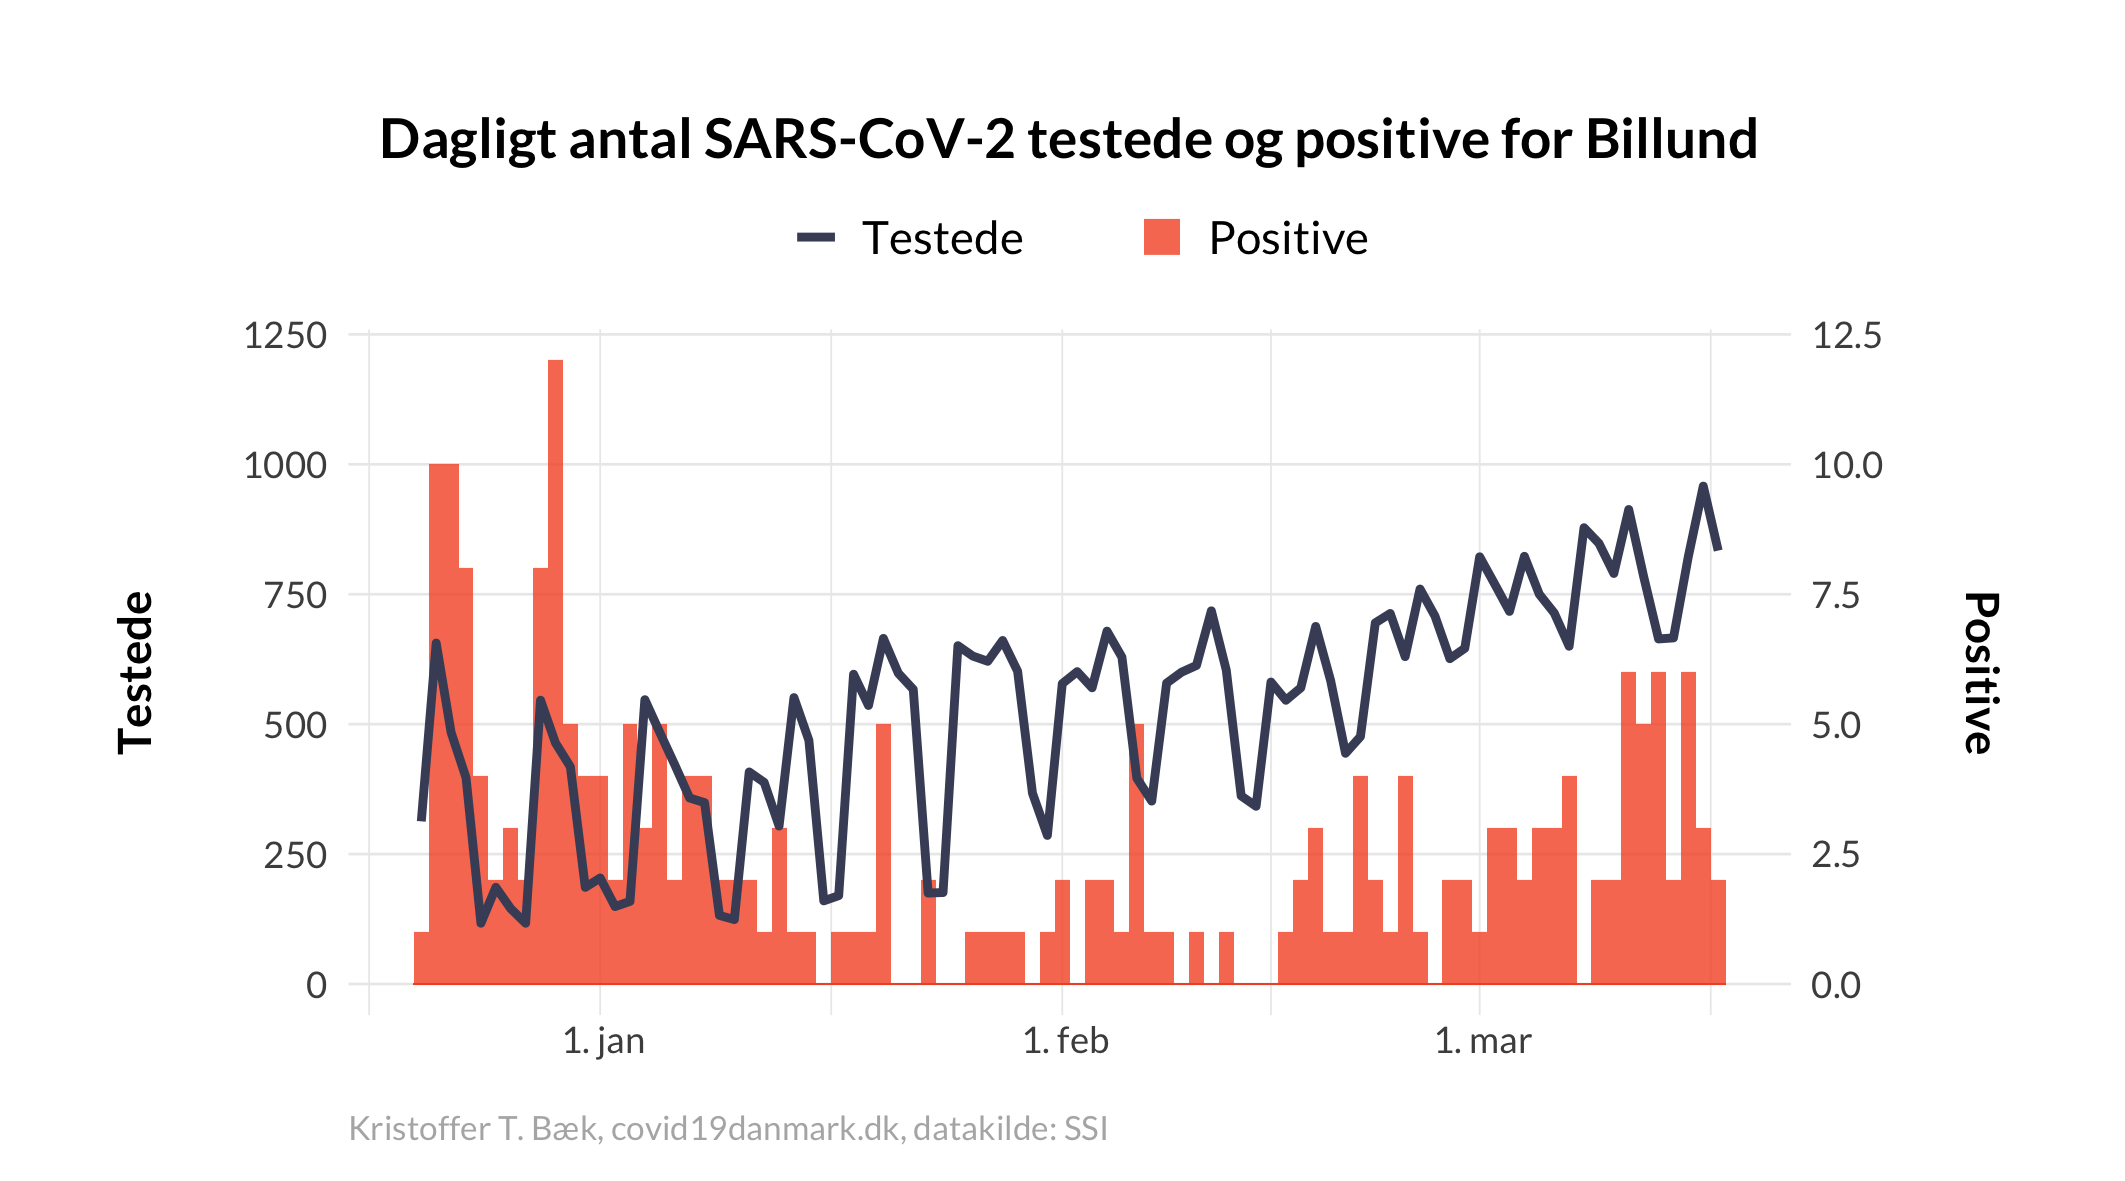 Dagligt antal SARS-CoV-2 testede og positive for Billund
Testede
Positive
1250
1000
750
500
250
0
12.5
10.0
7.5
5.0
2.5
0.0
Testede
Positive
1. jan
1. feb
1. mar
Kristoffer T. Bæk, covid19danmark.dk, datakilde: SSI